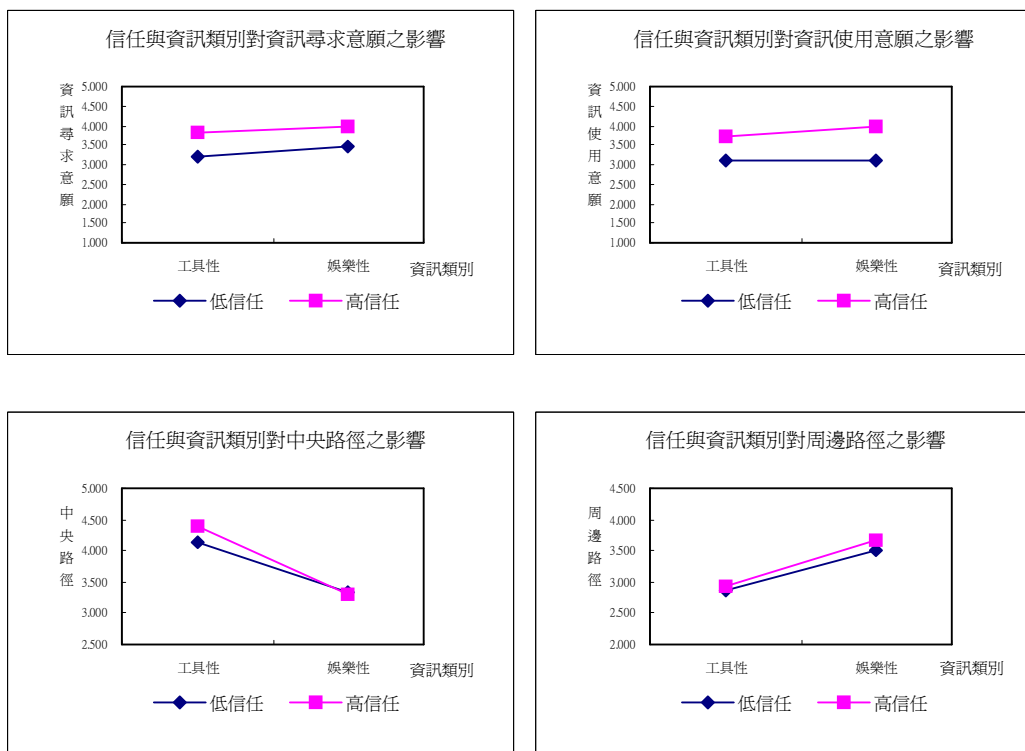 信任與資訊類別對資訊尋求意願之影響
資訊尋求意願
5.000
4.500
4.000
3.500
3.000
2.500
2.000
1.500
1.000
工具性
娛樂性
資訊類別
低信任
高信任
信任與資訊類別對資訊使用意願之影響
資訊使用意願
5.000
4.500
4.000
3.500
3.000
2.500
2.000
1.500
1.000
工具性
娛樂性
資訊類別
低信任
高信任
信任與資訊類別對中央路徑之影響
中央路徑
5.000
4.500
4.000
3.500
3.000
2.500
工具性
娛樂性
資訊類別
低信任
高信任
信任與資訊類別對周邊路徑之影響
周邊路徑
4.500
4.000
3.500
3.000
2.500
2.000
工具性
娛樂性
資訊類別
低信任
高信任